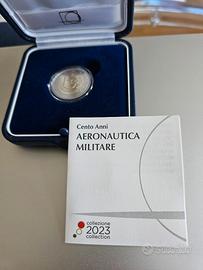 Cento Anni
AERONAUTICA
MILITARE
collezione
2023
collection